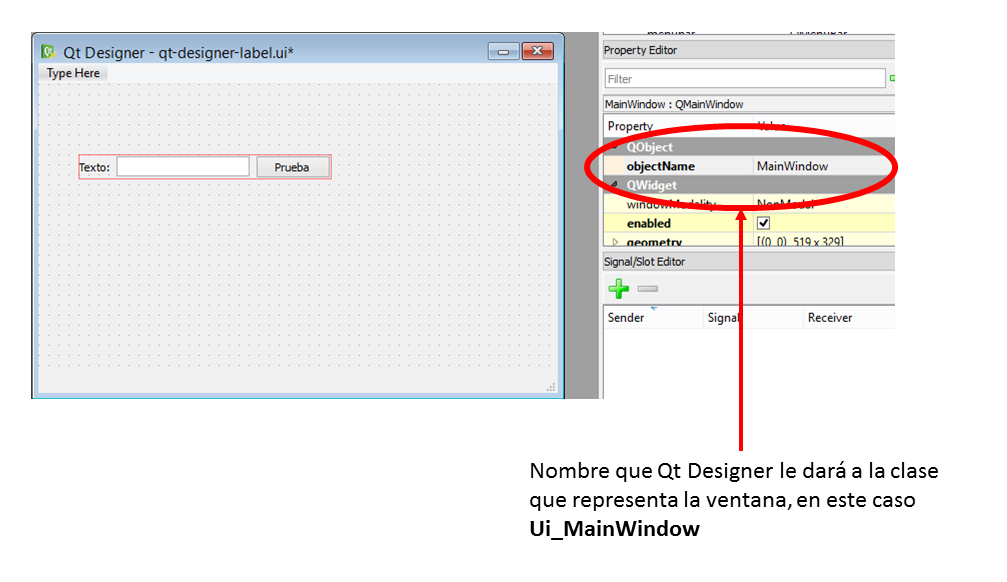 Qt Designer - qt-designer-label.ui*
Type Here
Texto:
Prueba
menubar QMenuBar
Property Editor
Filter
MainWindow : QMainWindow
Property Value
QObject
objectName MainWindow
QWidget
windowModality NonModal
enabled
geometry [(0, 0), 519 x 329]
Signal/Slot Editor
Sender Signal Receiver
Nombre que Qt Designer le dará a la clase
que representa la ventana, en este caso
Ui_MainWindow